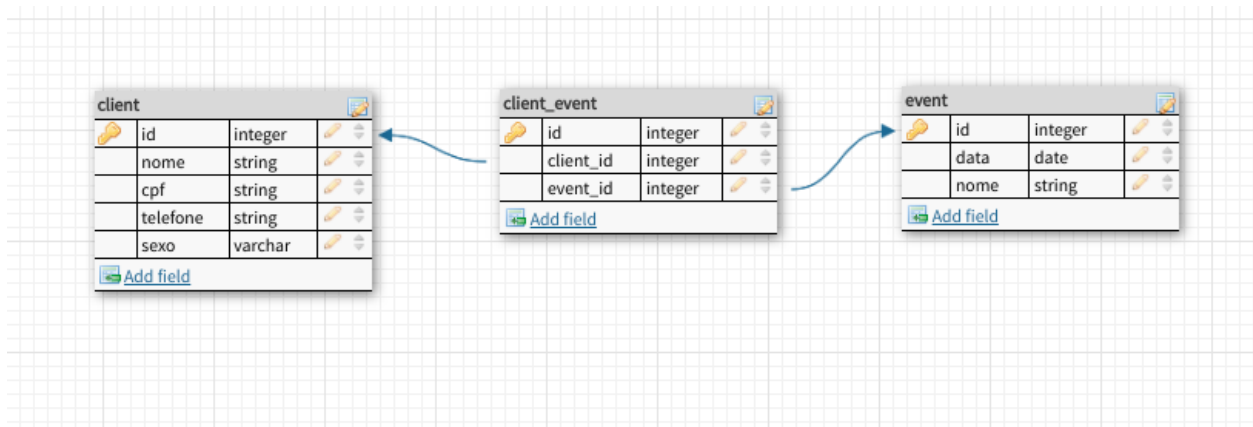 client
id integer
nome string
cpf string
telefone string
sexo varchar
Add field
client_event
id integer
client_id integer
event_id integer
Add field
event
id integer
data date
nome string
Add field